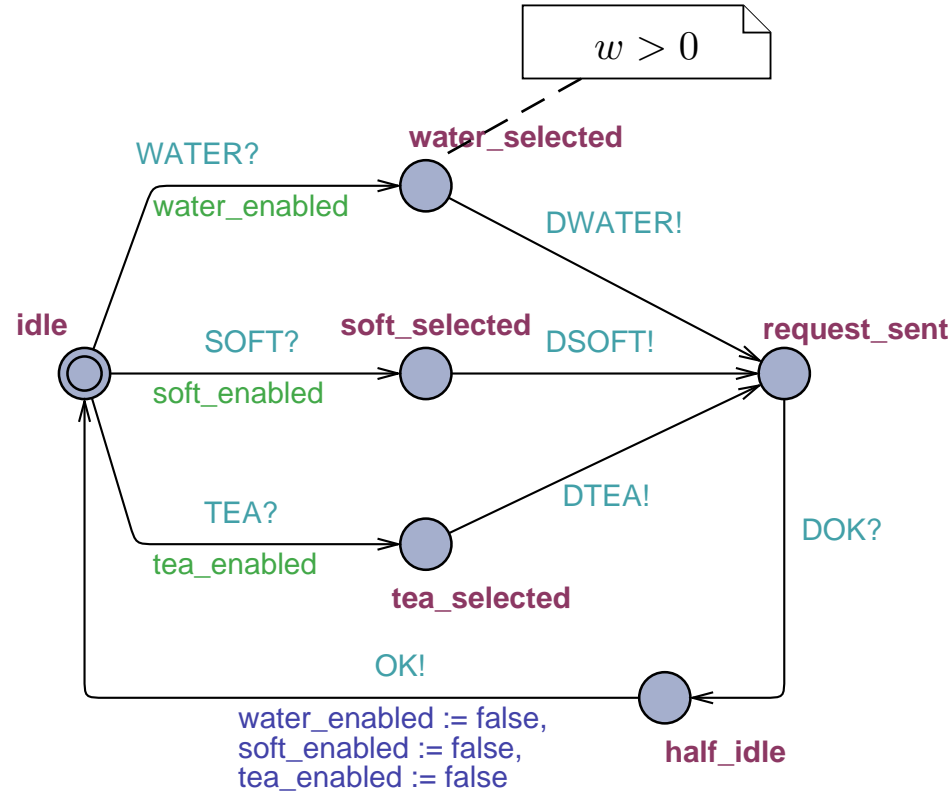 w > 0
water_selected
WATER?
water_enabled
DWATER!
idle
soft_selected
request_sent
SOFT?
DSOFT!
soft_enabled
TEA?
DTEA!
DOK?
tea_enabled
tea_selected
OK!
water_enabled := false,
soft_enabled := false,
tea_enabled := false
half_idle